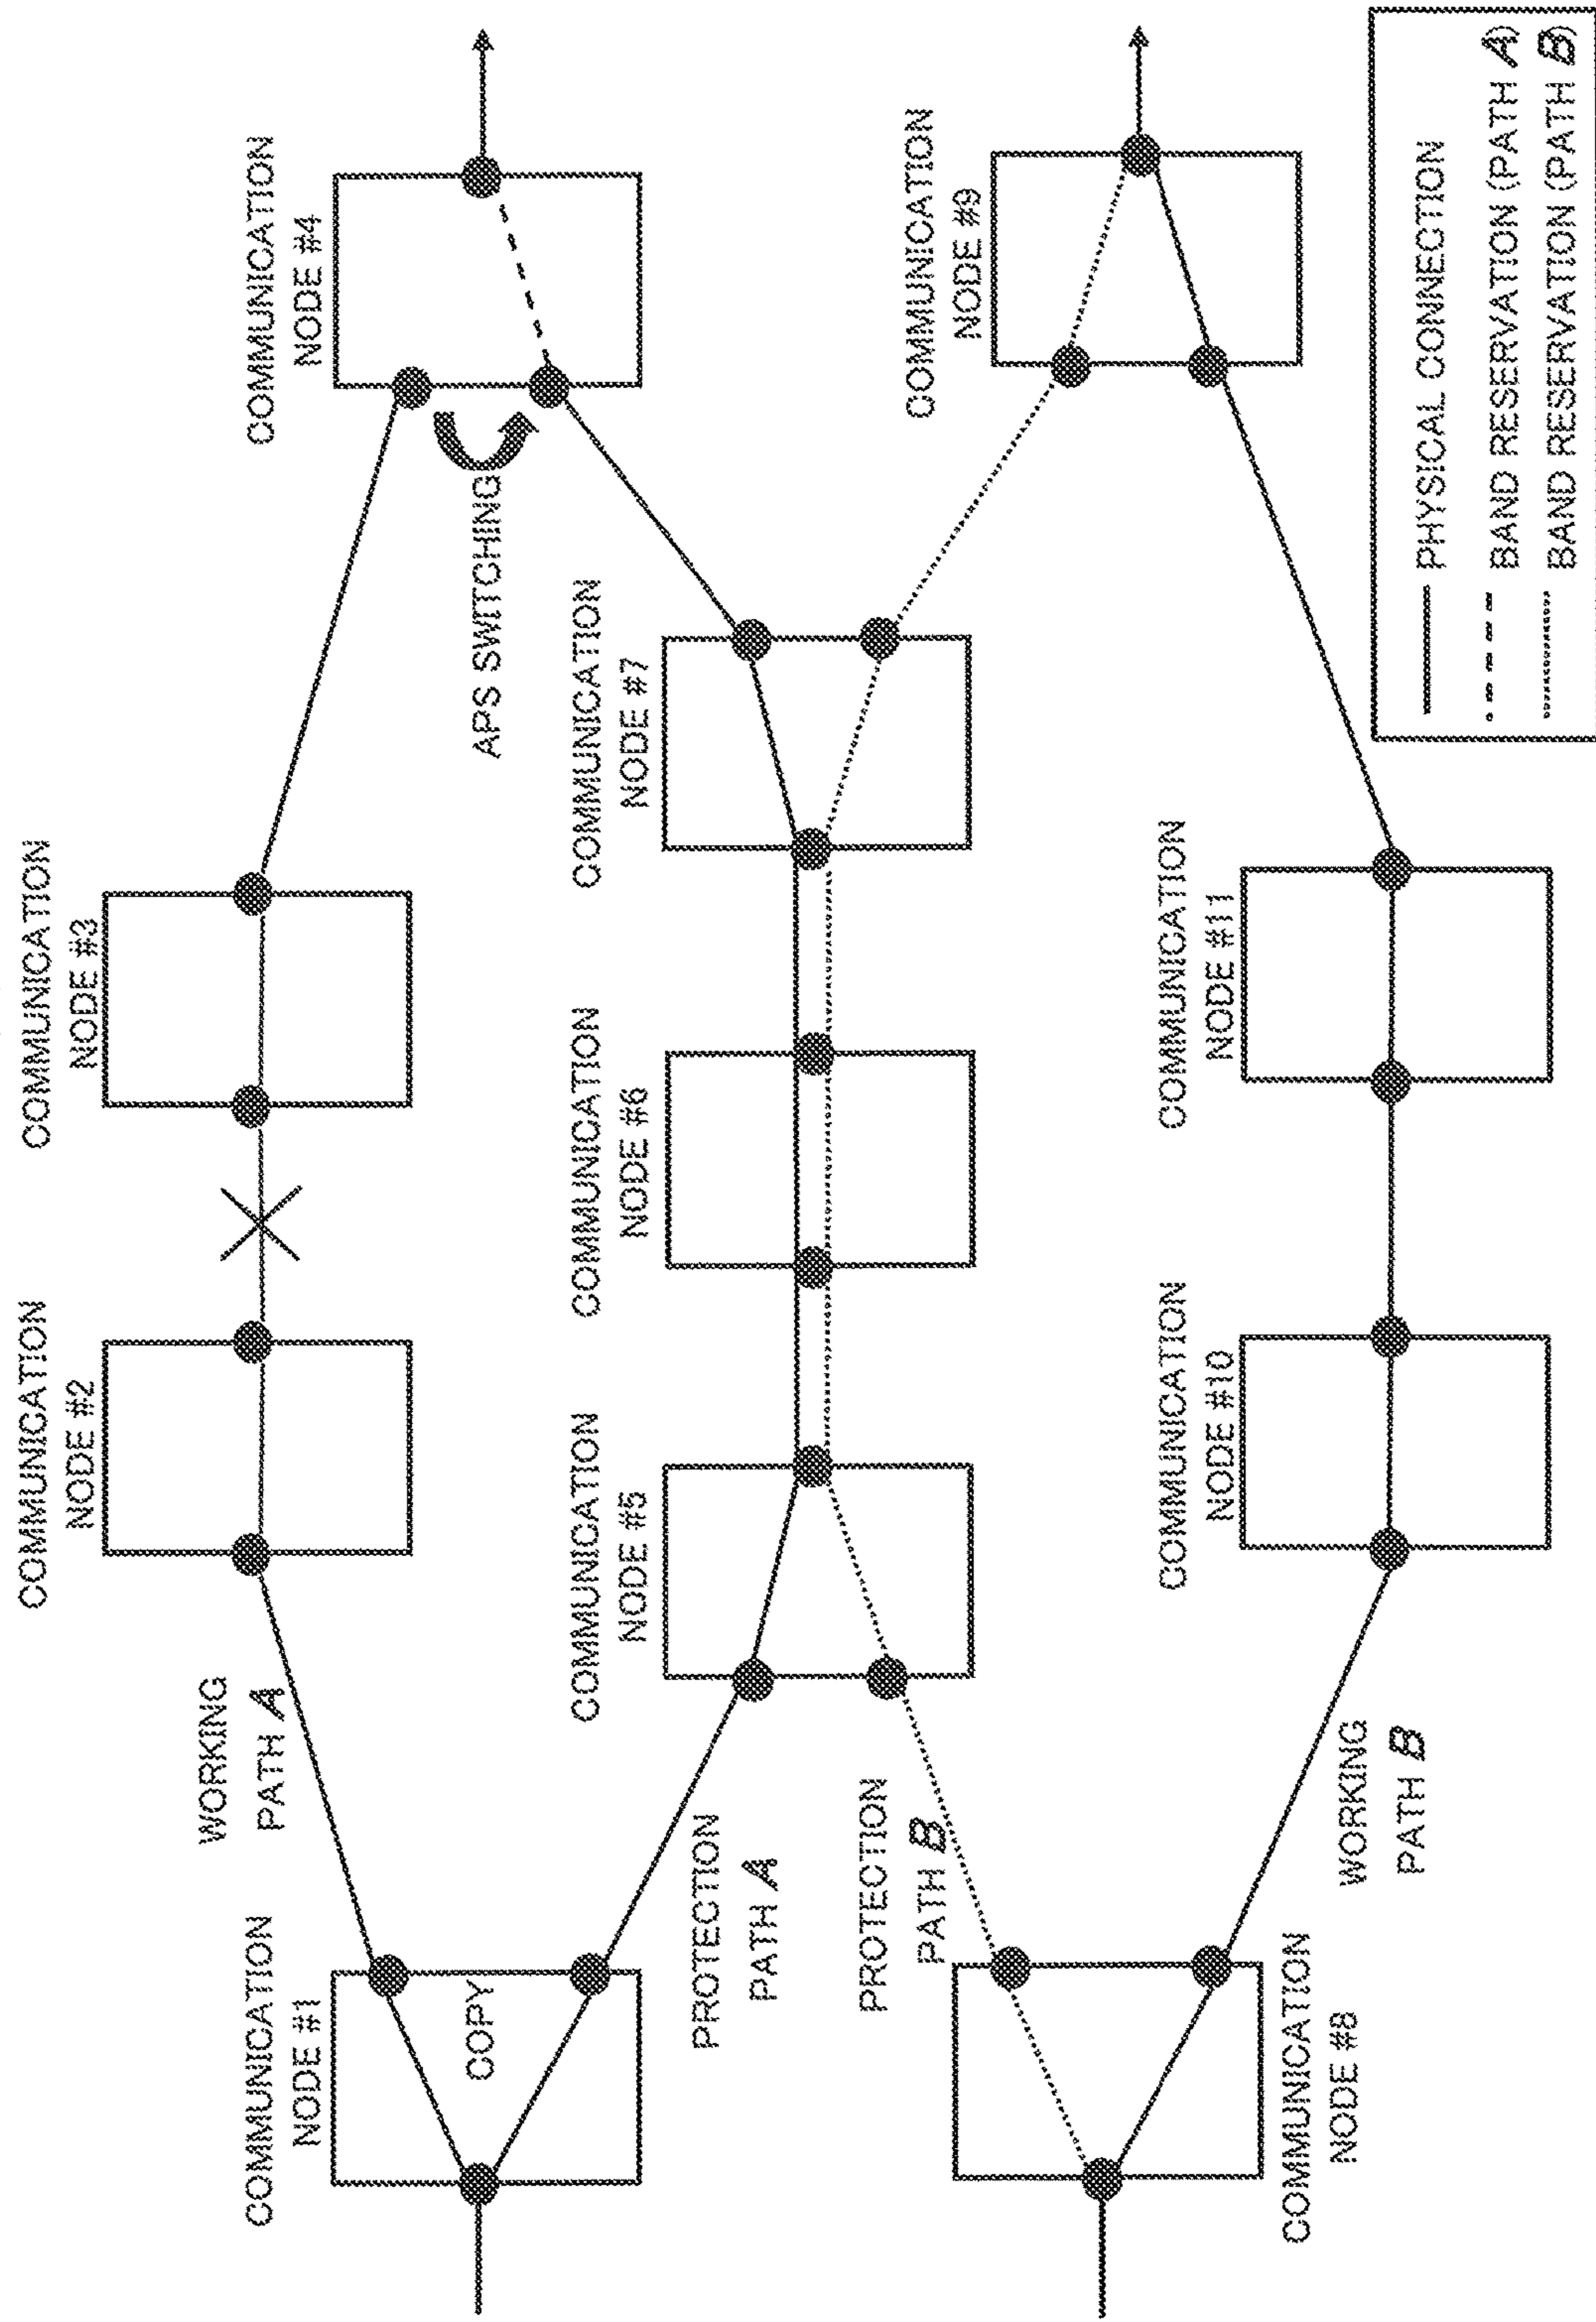 COMMUNICATION
NODE #2
COMMUNICATION
NODE #3
WORKING
PATH A
COMMUNICATION
NODE #1
COPY
COMMUNICATION
NODE #4
APS SWITCHING
PROTECTION
PATH A
COMMUNICATION
NODE #5
COMMUNICATION
NODE #6
COMMUNICATION
NODE #7
PROTECTION
PATH B
COMMUNICATION
NODE #9
COMMUNICATION
NODE #8
WORKING
PATH B
COMMUNICATION
NODE #10
COMMUNICATION
NODE #11
PHYSICAL CONNECTION
BAND RESERVATION (PATH A)
BAND RESERVATION (PATH B)